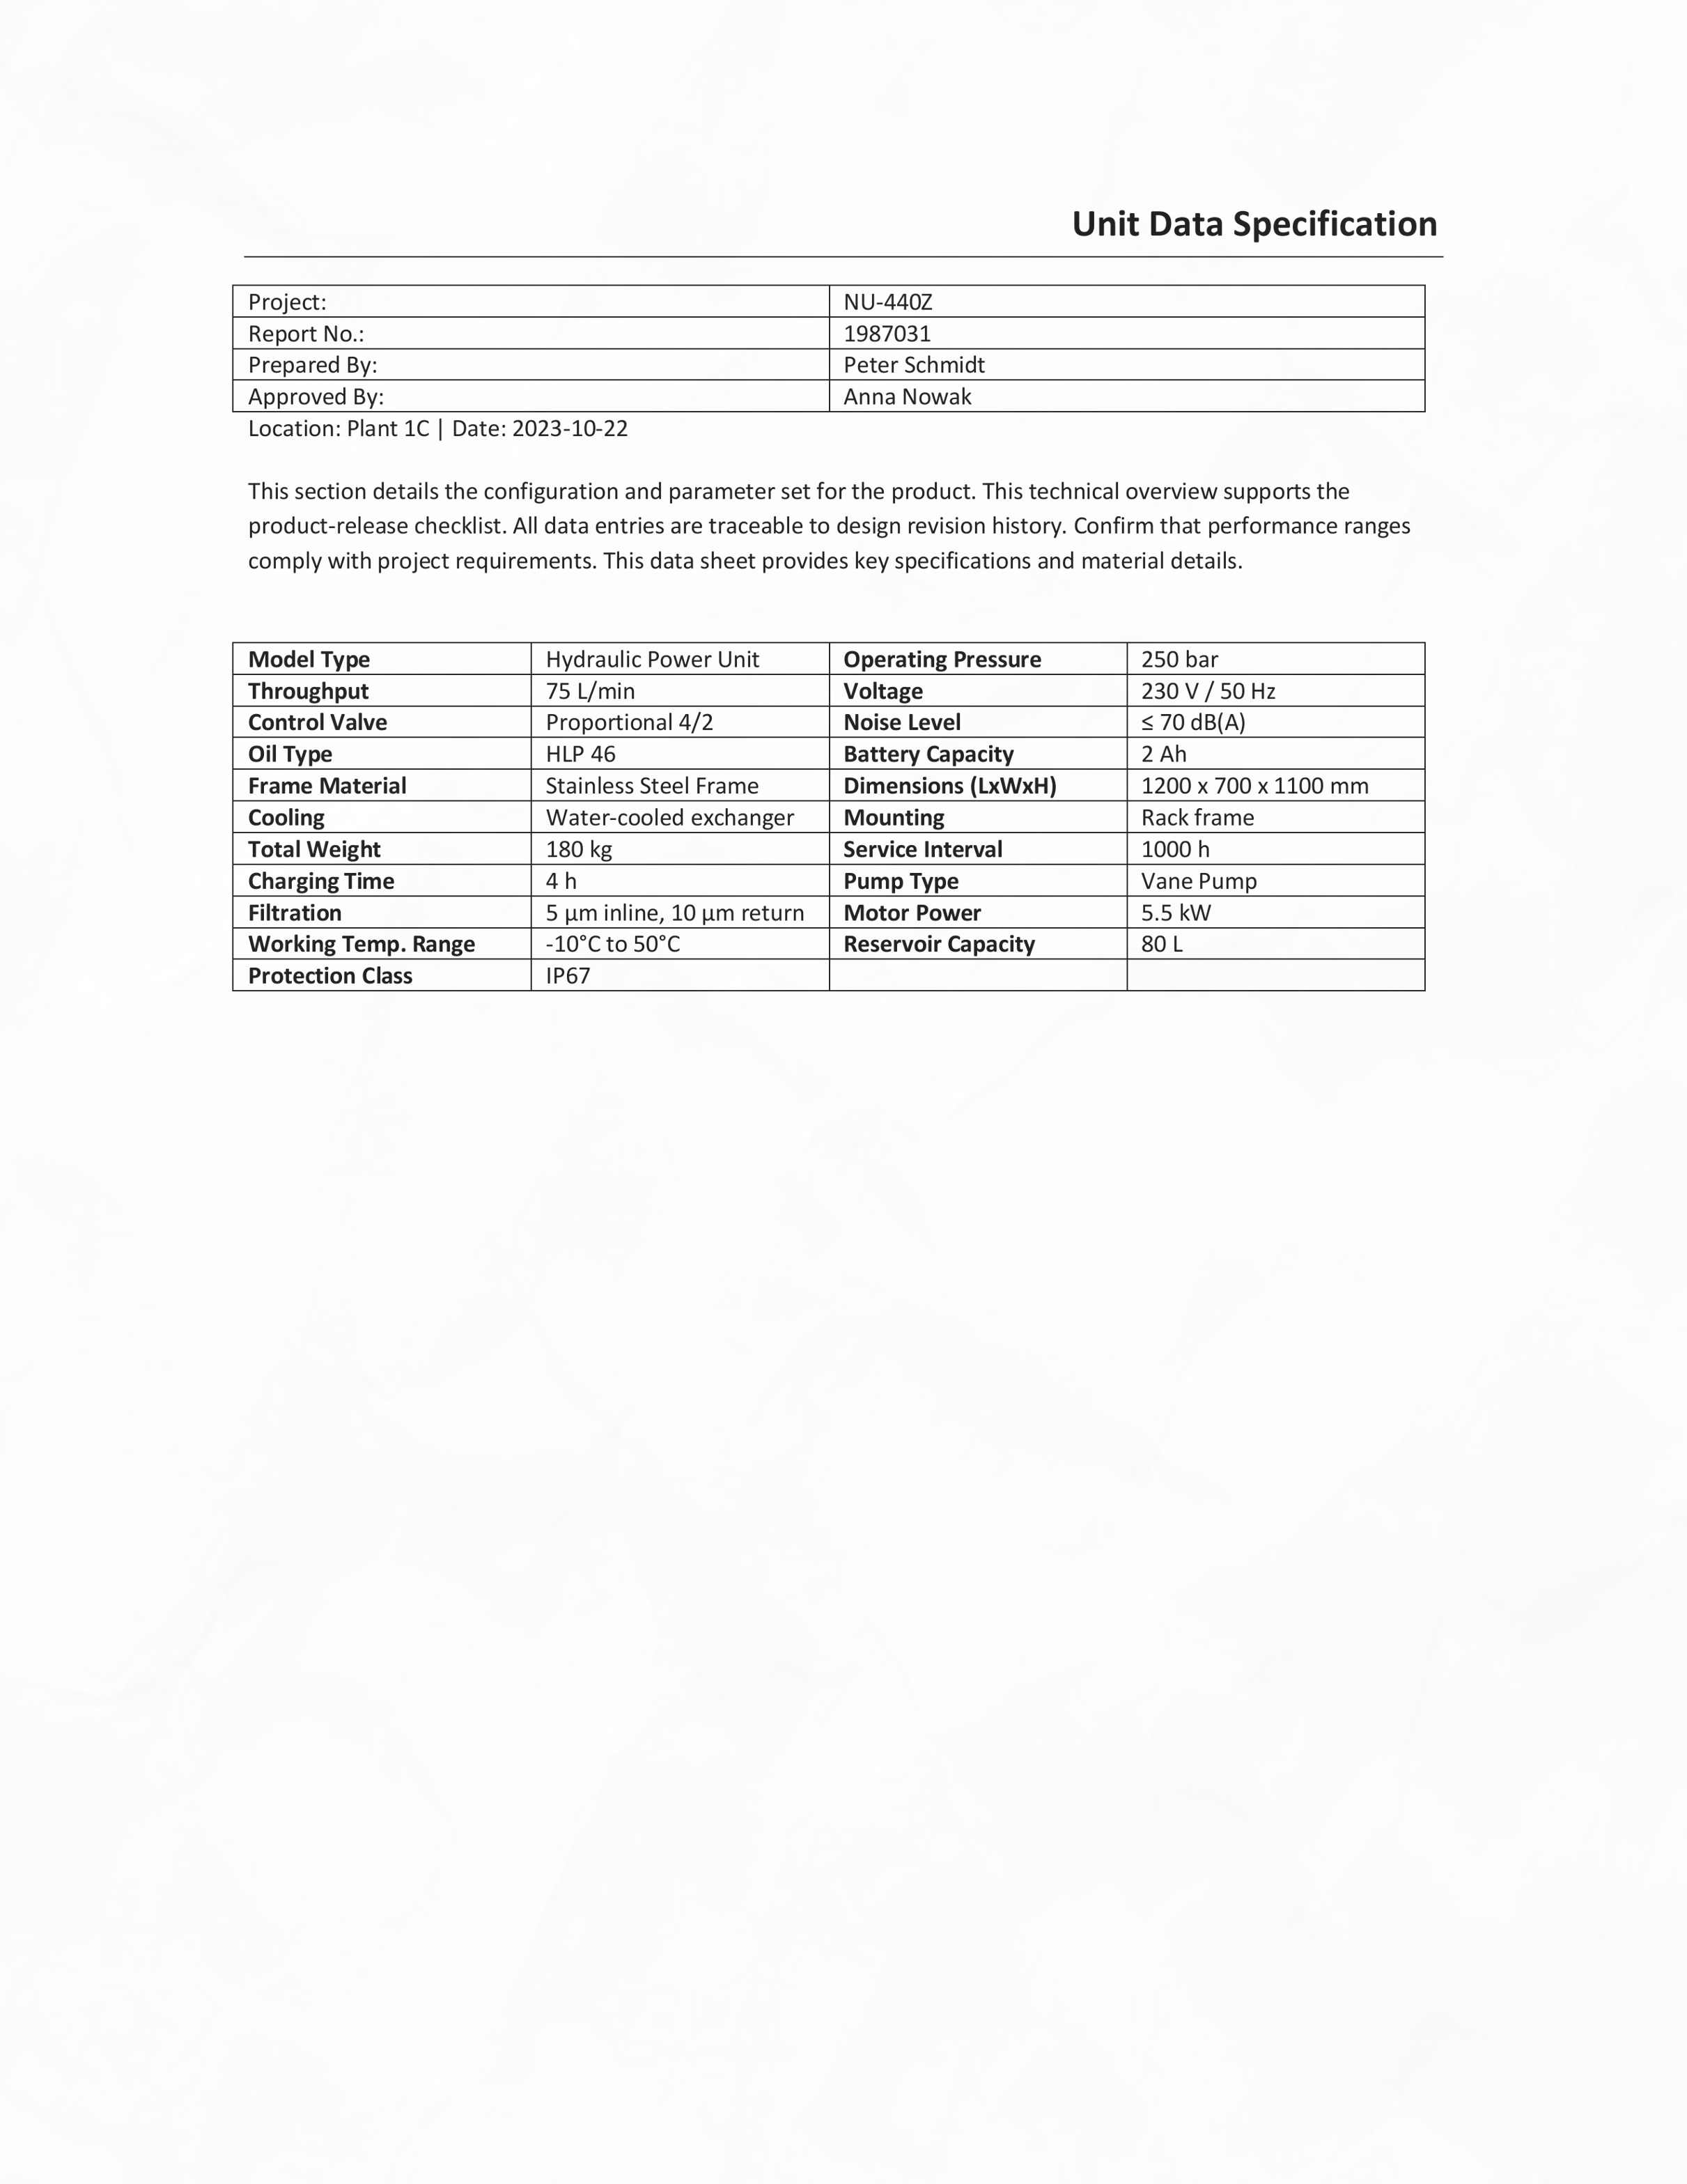 Unit Data Specification
Project: NU-440Z
Report No.: 1987031
Prepared By: Peter Schmidt
Approved By: Anna Nowak
Location: Plant 1C | Date: 2023-10-22
This section details the configuration and parameter set for the product. This technical overview supports the
product-release checklist. All data entries are traceable to design revision history. Confirm that performance ranges
comply with project requirements. This data sheet provides key specifications and material details.
Model Type Hydraulic Power Unit Operating Pressure 250 bar
Throughput 75 L/min Voltage 230 V / 50 Hz
Control Valve Proportional 4/2 Noise Level ≤ 70 dB(A)
Oil Type HLP 46 Battery Capacity 2 Ah
Frame Material Stainless Steel Frame Dimensions (LxWxH) 1200 x 700 x 1100 mm
Cooling Water-cooled exchanger Mounting Rack frame
Total Weight 180 kg Service Interval 1000 h
Charging Time 4 h Pump Type Vane Pump
Filtration 5 µm inline, 10 µm return Motor Power 5.5 kW
Working Temp. Range -10°C to 50°C Reservoir Capacity 80 L
Protection Class IP67